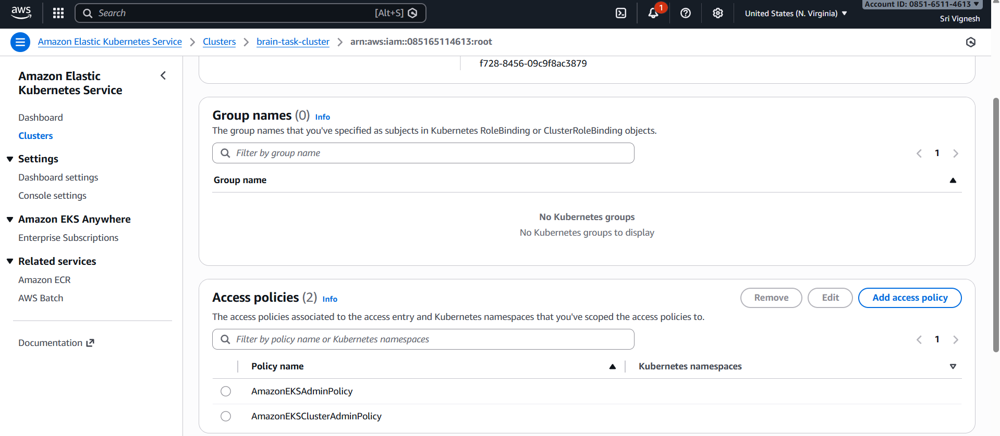 aws
Search
[Alt+S]
1
United States (N. Virginia)
Account ID: 0851-6511-4613
Sri Vignesh
Amazon Elastic Kubernetes Service
Clusters
brain-task-cluster
arn:aws:iam::085165114613:root
Amazon Elastic
Kubernetes Service
Dashboard
Clusters
Settings
Dashboard settings
Console settings
Amazon EKS Anywhere
Enterprise Subscriptions
Related services
Amazon ECR
AWS Batch
Documentation
f728-8456-09c9f8ac3879
Group names (0) Info
The group names that you've specified as subjects in Kubernetes RoleBinding or ClusterRoleBinding objects.
Filter by group name
1
Group name
No Kubernetes groups
No Kubernetes groups to display
Access policies (2) Info
Remove
Edit
Add access policy
The access policies associated to the access entry and Kubernetes namespaces that you've scoped the access policies to.
Filter by policy name or Kubernetes namespaces
1
Policy name
Kubernetes namespaces
AmazonEKSAdminPolicy
AmazonEKSClusterAdminPolicy